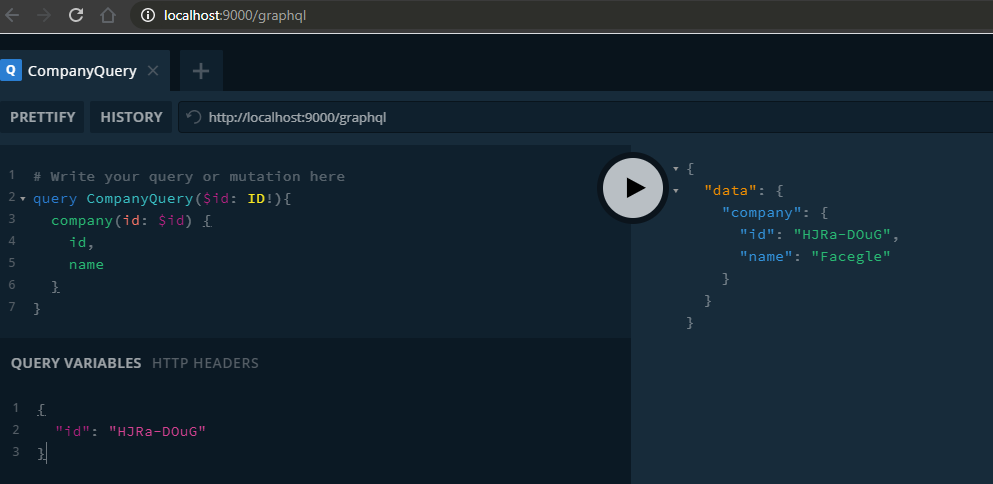 localhost:9000/graphql
Q CompanyQuery × +
PRETTIFY HISTORY http://localhost:9000/graphql
1 # Write your query or mutation here
2 query CompanyQuery($id: ID!){
3 company(id: $id) {
4 id,
5 name
6 }
7 }
{
"data": {
"company": {
"id": "HJRa-DOuG",
"name": "Facegle"
}
}
}
QUERY VARIABLES HTTP HEADERS
1 {
2 "id": "HJRa-DOuG"
3 }